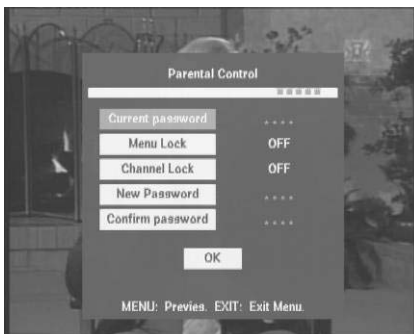 Parental Control
Current password ....
Menu Lock OFF
Channel Lock OFF
New Password ....
Confirm password ....
OK
MENU: Previes. EXIT: Exit Menu.